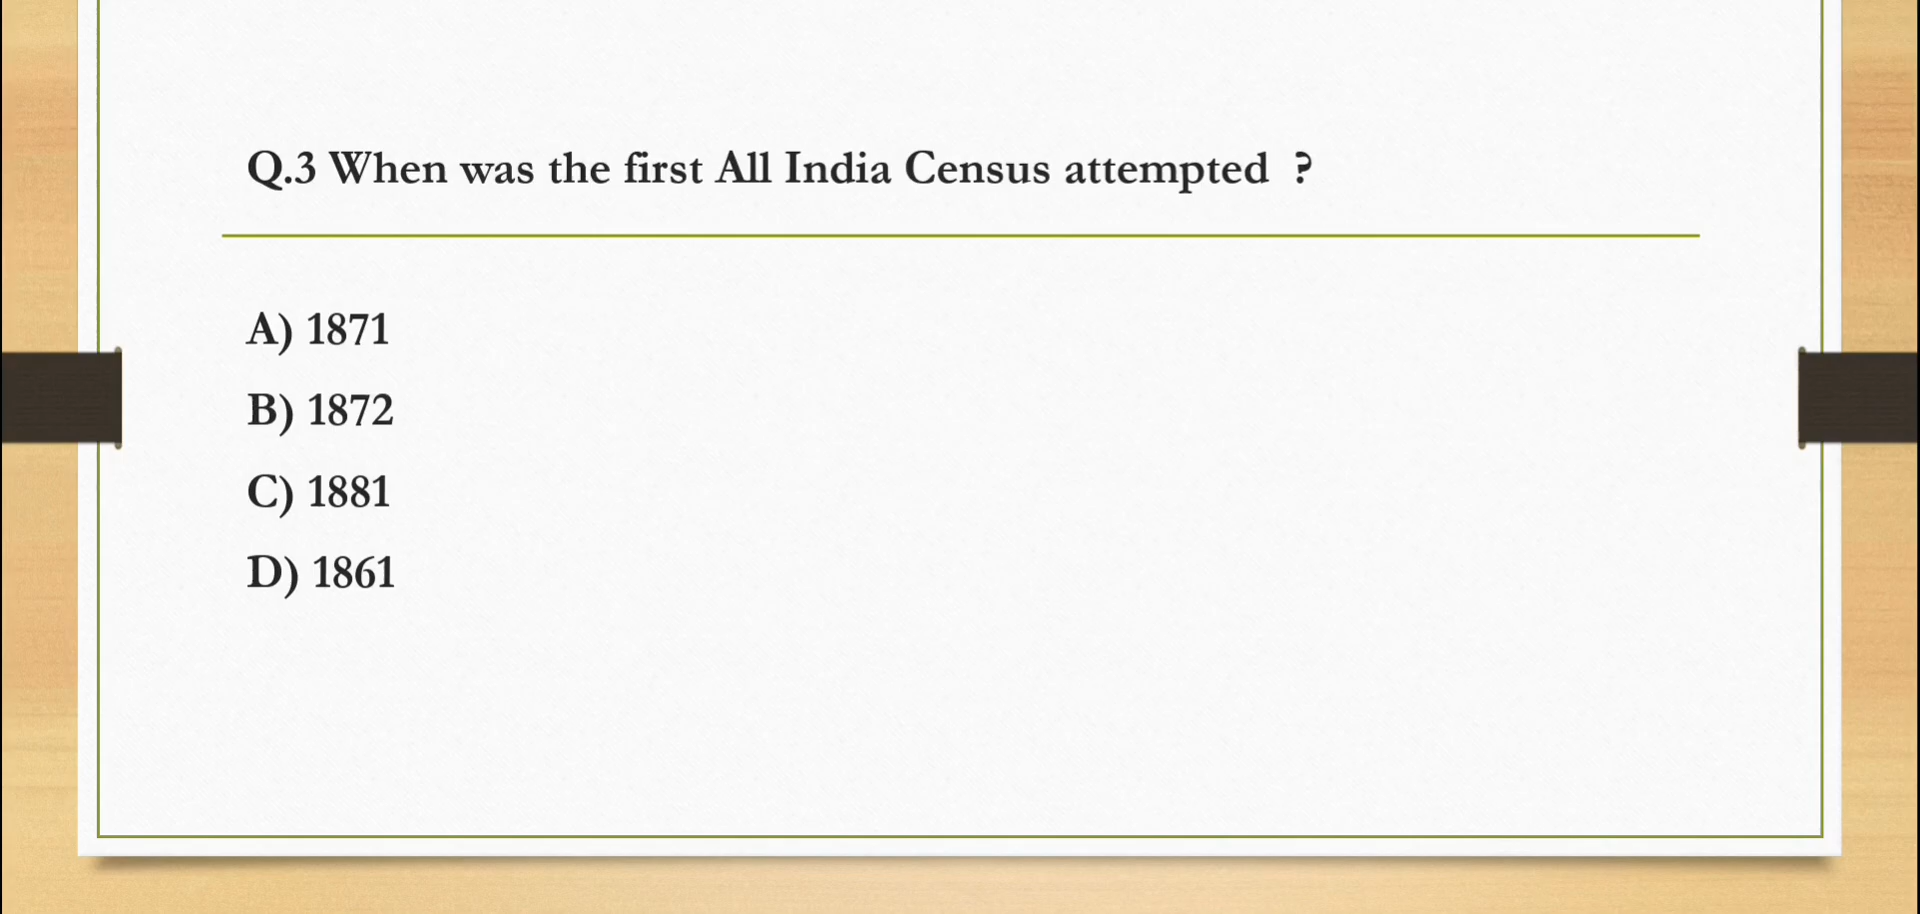 Q.3 When was the first All India Census attempted ?
A) 1871
B) 1872
C) 1881
D) 1861